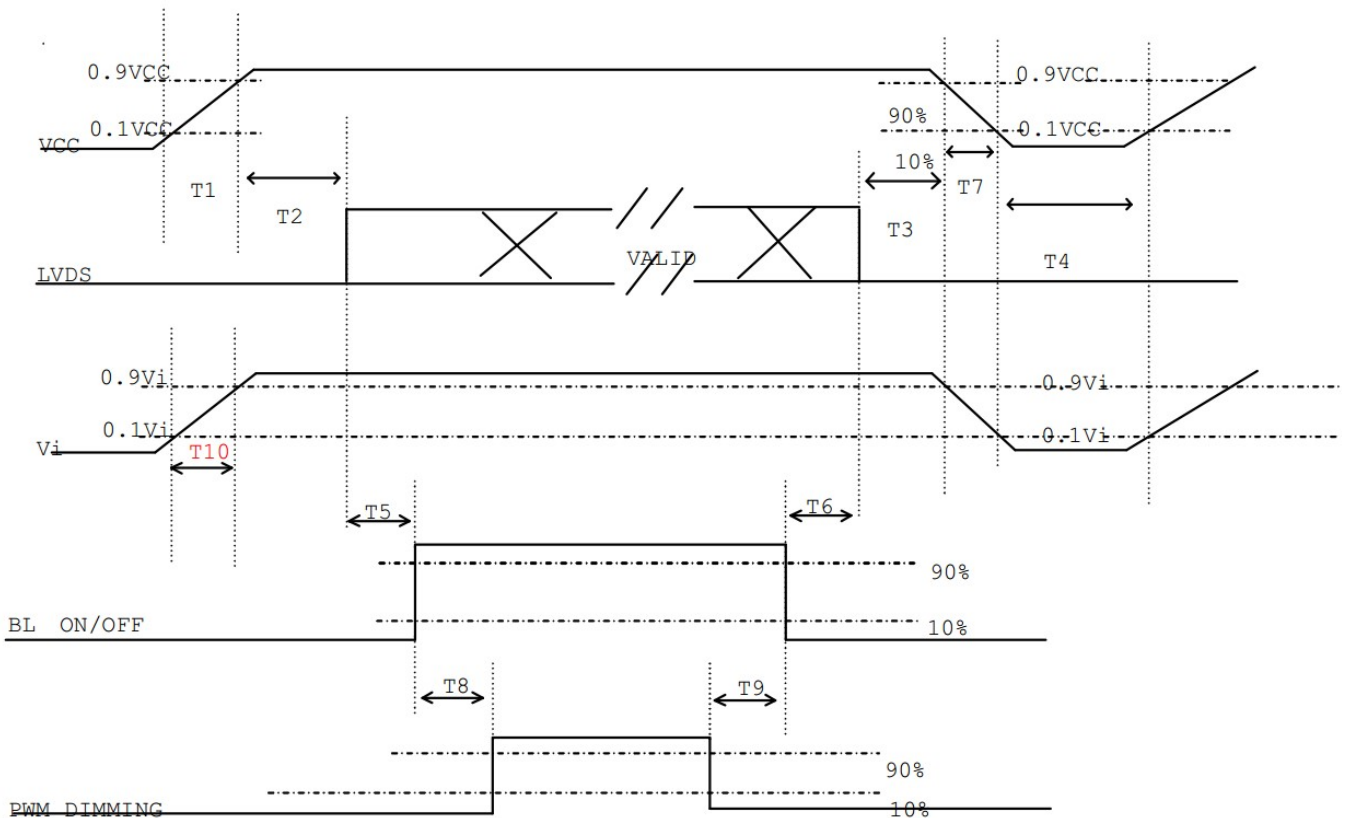 0.9VCC
0.9VCC
90%
0.1VCC
0.1VCC
VCC
10%
T1
T7
T2
T3
VALID
T4
LVDS
0.9Vi
0.9Vi
0.1Vi
0.1Vi
Vi
T10
T5
T6
90%
BL ON/OFF
10%
T8
T9
90%
PWM DIMMING
10%